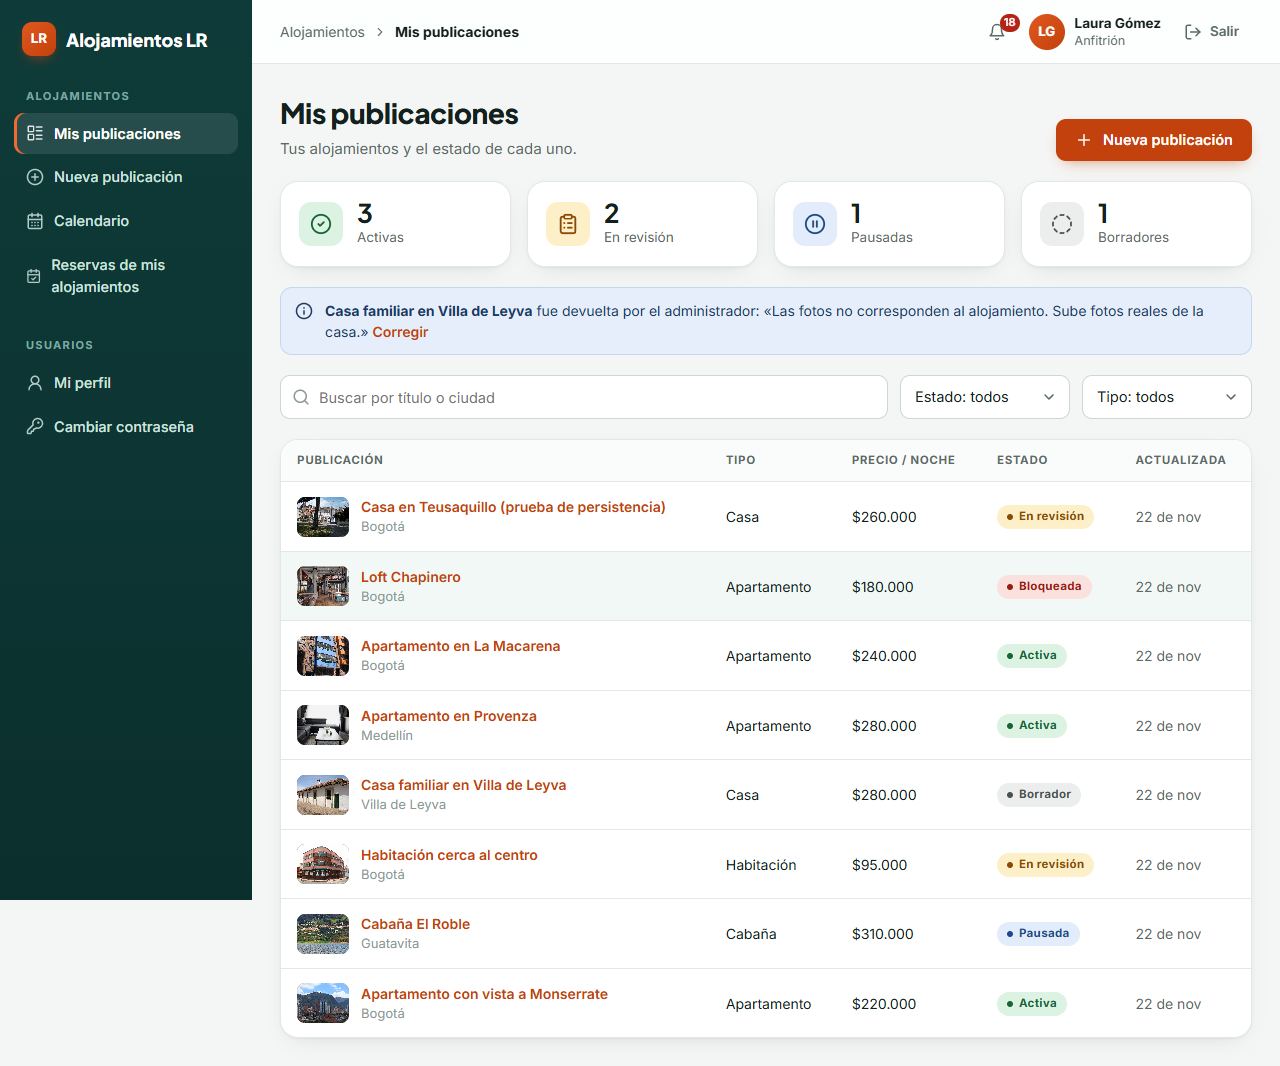 LR Alojamientos LR
ALOJAMIENTOS
Mis publicaciones
Nueva publicación
Calendario
Reservas de mis
alojamientos
USUARIOS
Mi perfil
Cambiar contraseña
Alojamientos > Mis publicaciones
18
LG
Laura Gómez
Anfitrión
Salir
Mis publicaciones
Tus alojamientos y el estado de cada uno.
+ Nueva publicación
3
Activas
2
En revisión
1
Pausadas
1
Borradores
Casa familiar en Villa de Leyva fue devuelta por el administrador: «Las fotos no corresponden al alojamiento. Sube fotos reales de la
casa.» Corregir
Buscar por título o ciudad
Estado: todos
Tipo: todos
PUBLICACIÓN TIPO PRECIO / NOCHE ESTADO ACTUALIZADA
Casa en Teusaquillo (prueba de persistencia)
Bogotá
Casa $260.000 En revisión 22 de nov
Loft Chapinero
Bogotá
Apartamento $180.000 Bloqueada 22 de nov
Apartamento en La Macarena
Bogotá
Apartamento $240.000 Activa 22 de nov
Apartamento en Provenza
Medellín
Apartamento $280.000 Activa 22 de nov
Casa familiar en Villa de Leyva
Villa de Leyva
Casa $280.000 Borrador 22 de nov
Habitación cerca al centro
Bogotá
Habitación $95.000 En revisión 22 de nov
Cabaña El Roble
Guatavita
Cabaña $310.000 Pausada 22 de nov
Apartamento con vista a Monserrate
Bogotá
Apartamento $220.000 Activa 22 de nov